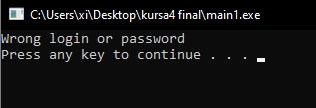 C:\Users\xi\Desktop\kursa4 final\main1.exe
Wrong login or password
Press any key to continue . . .